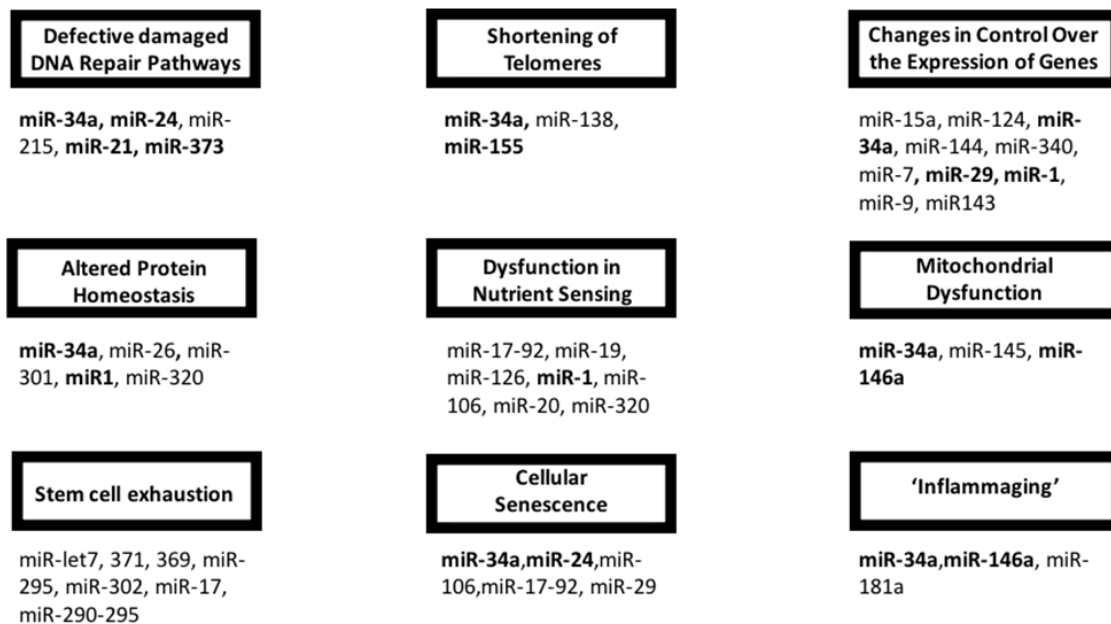 Defective damaged
DNA Repair Pathways
miR-34a, miR-24, miR-
215, miR-21, miR-373
Shortening of
Telomeres
miR-34a, miR-138,
miR-155
Changes in Control Over
the Expression of Genes
miR-15a, miR-124, miR-
34a, miR-144, miR-340,
miR-7, miR-29, miR-1,
miR-9, miR143
Altered Protein
Homeostasis
miR-34a, miR-26, miR-
301, miR1, miR-320
Dysfunction in
Nutrient Sensing
miR-17-92, miR-19,
miR-126, miR-1, miR-
106, miR-20, miR-320
Mitochondrial
Dysfunction
miR-34a, miR-145, miR-
146a
Stem cell exhaustion
miR-let7, 371, 369, miR-
295, miR-302, miR-17,
miR-290-295
Cellular
Senescence
miR-34a,miR-24,miR-
106,miR-17-92, miR-29
‘Inflammaging’
miR-34a,miR-146a, miR-
181a